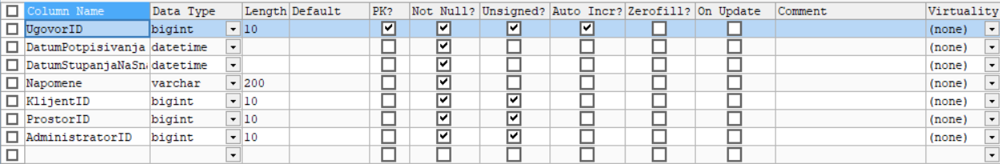 Column Name Data Type Length Default PK? Not Null? Unsigned? Auto Incr? Zerofill? On Update Comment Virtuality
UgovorID bigint 10 (none)
DatumPotpisivanja datetime (none)
DatumStupanjaNaSn datetime (none)
Napomene varchar 200 (none)
KlijentID bigint 10 (none)
ProstorID bigint 10 (none)
AdministratorID bigint 10 (none)